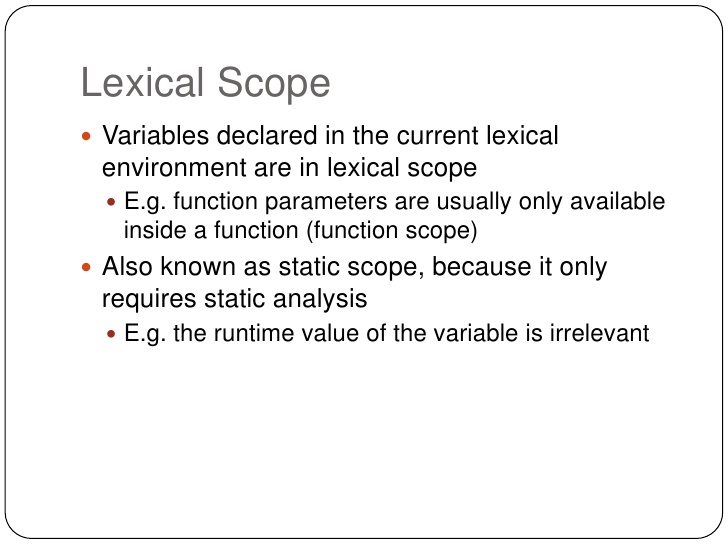 Lexical Scope
• Variables declared in the current lexical
environment are in lexical scope
• E.g. function parameters are usually only available
inside a function (function scope)
• Also known as static scope, because it only
requires static analysis
• E.g. the runtime value of the variable is irrelevant